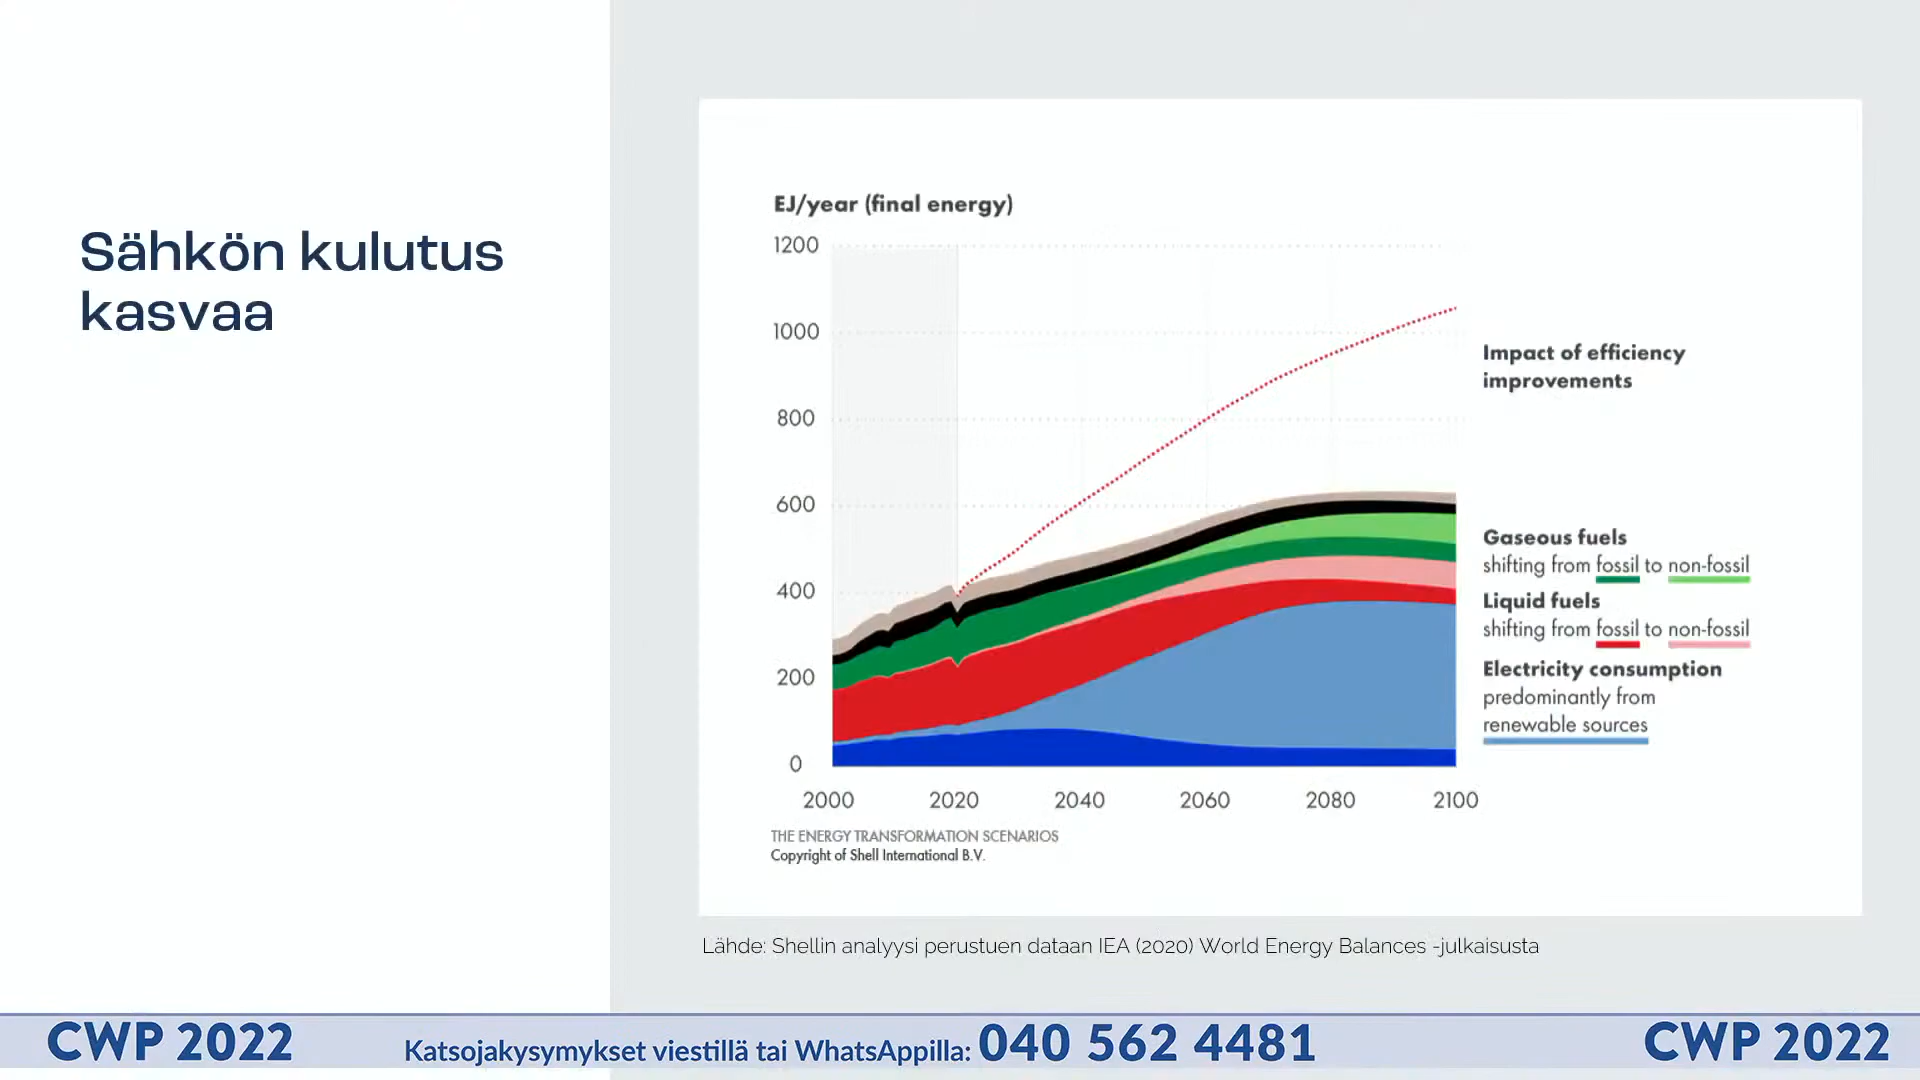 Sähkön kulutus
kasvaa
EJ/year (final energy)
1200
1000
800
600
400
200
0
2000 2020 2040 2060 2080 2100
Impact of efficiency
improvements
Gaseous fuels
shifting from fossil to non-fossil
Liquid fuels
shifting from fossil to non-fossil
Electricity consumption
predominantly from
renewable sources
THE ENERGY TRANSFORMATION SCENARIOS
Copyright of Shell International B.V.
Lähde: Shellin analyysi perustuen dataan IEA (2020) World Energy Balances -julkaisusta
CWP 2022 Katsojakysymykset viestillä tai WhatsAppilla: 040 562 4481 CWP 2022